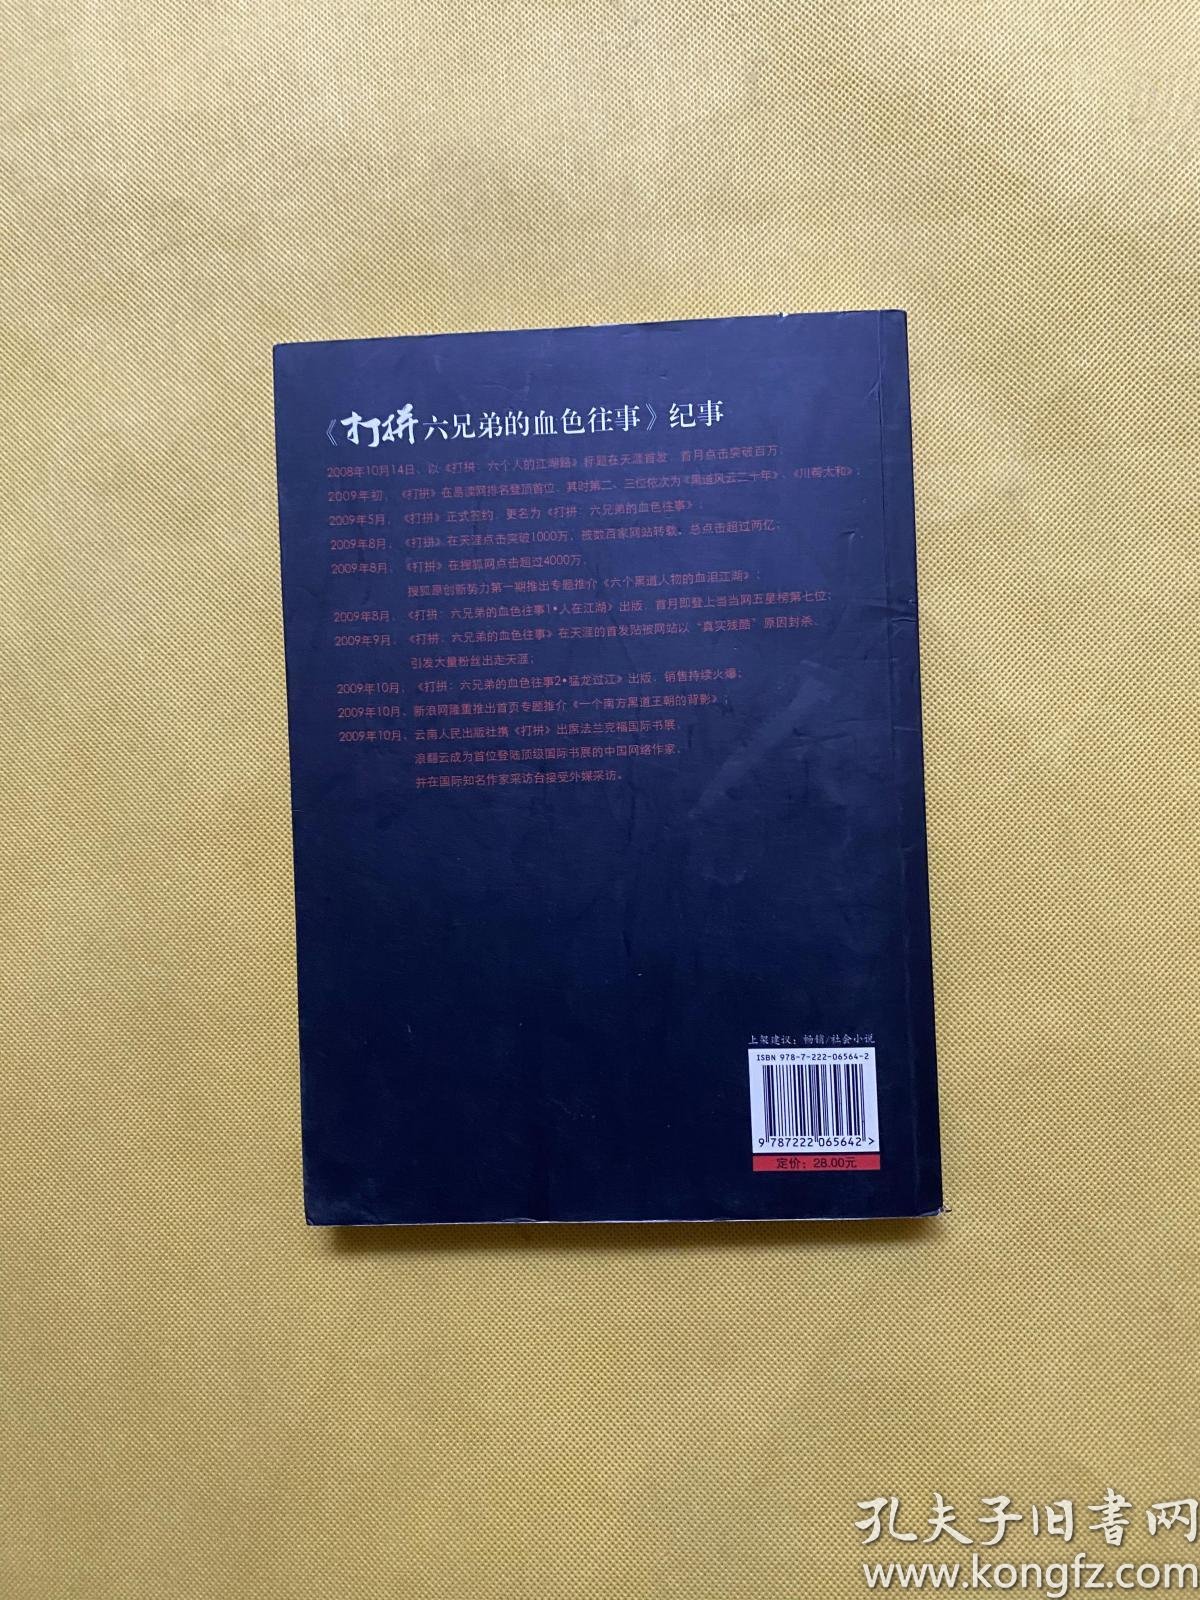 《打拼六兄弟的血色往事》纪事
2008年10月14日，以《打拼：六个人的江湖路》标题在天涯首发，首月点击突破百万；
2009年初，《打拼》在易读网排名登顶首位，其时第二、三位依次为《黑道风云二十年》、《川帮太和》；
2009年5月，《打拼》正式签约，更名为《打拼：六兄弟的血色往事》；
2009年8月，《打拼》在天涯点击突破1000万，被数百家网站转载，总点击超过两亿；
2009年8月，《打拼》在搜狐网点击超过4000万，
搜狐原创新势力第一期推出专题推介《六个黑道人物的血泪江湖》；
2009年8月，《打拼：六兄弟的血色往事1·人在江湖》出版，首月即登上当当网五星榜第七位；
2009年9月，《打拼：六兄弟的血色往事》在天涯的首发贴被网站以“真实残酷”原因封杀，
引发大量粉丝出走天涯；
2009年10月，《打拼：六兄弟的血色往事2·猛龙过江》出版，销售持续火爆；
2009年10月，新浪网隆重推出首页专题推介《一个南方黑道王朝的背影》；
2009年10月，云南人民出版社携《打拼》出席法兰克福国际书展，
浪翻云成为首位登陆顶级国际书展的中国网络作家，
并在国际知名作家采访台接受外媒采访。
上架建议：畅销/社会小说
ISBN 978-7-222-06564-2
9 787222 065642 >
定价：28.00元
孔夫子旧书网
www.kongfz.com